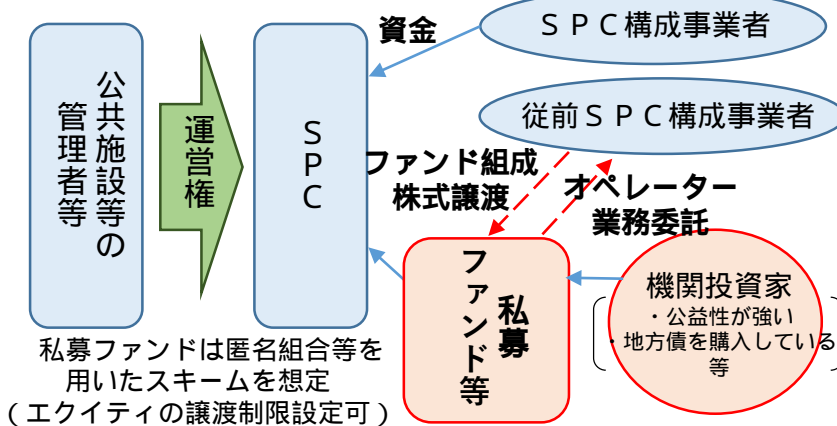 公共施設等の
管理者等
運営権
ＳＰＣ
資金
ＳＰＣ構成事業者
従前ＳＰＣ構成事業者
ファンド組成
株式譲渡
オペレーター
業務委託
私募
ファンド等
機関投資家
・公益性が強い
・地方債を購入している
等
私募ファンドは匿名組合等を
用いたスキームを想定
（エクイティの譲渡制限設定可）